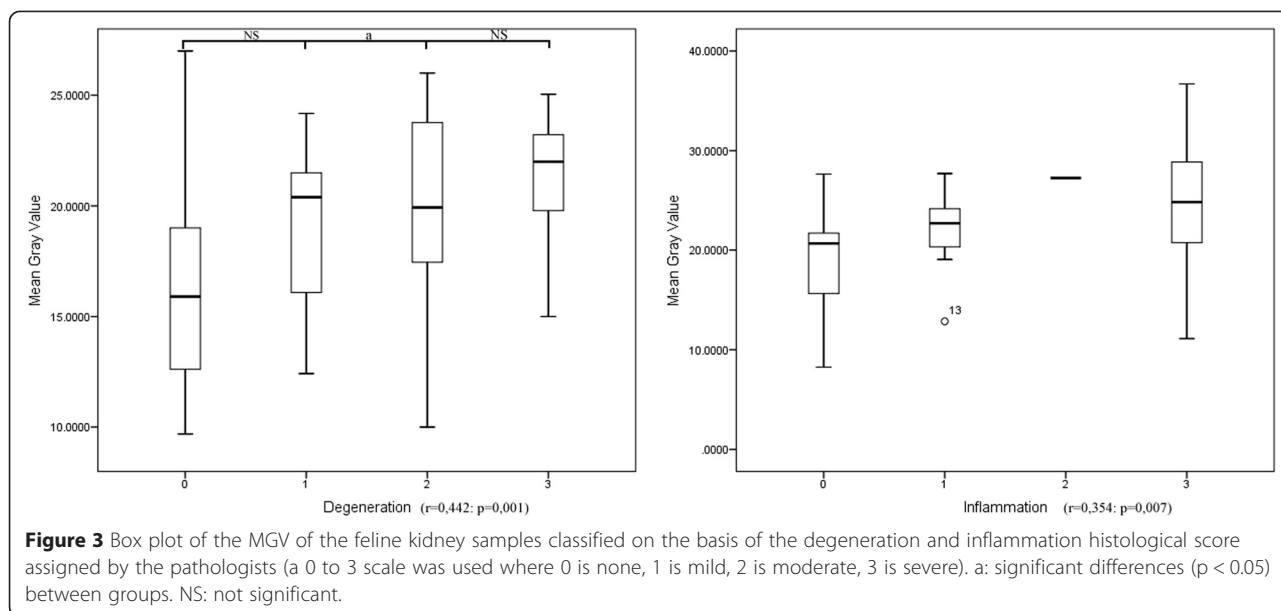 NS a NS
25.0000
20.0000
15.0000
10.0000
Mean Gray Value
0 1 2 3
Degeneration (r=0,442: p=0,001)
40.0000
30.0000
20.0000
10.0000
.0000
Mean Gray Value
13
0 1 2 3
Inflammation (r=0,354: p=0,007)
Figure 3 Box plot of the MGV of the feline kidney samples classified on the basis of the degeneration and inflammation histological score
assigned by the pathologists (a 0 to 3 scale was used where 0 is none, 1 is mild, 2 is moderate, 3 is severe). a: significant differences (p < 0.05)
between groups. NS: not significant.